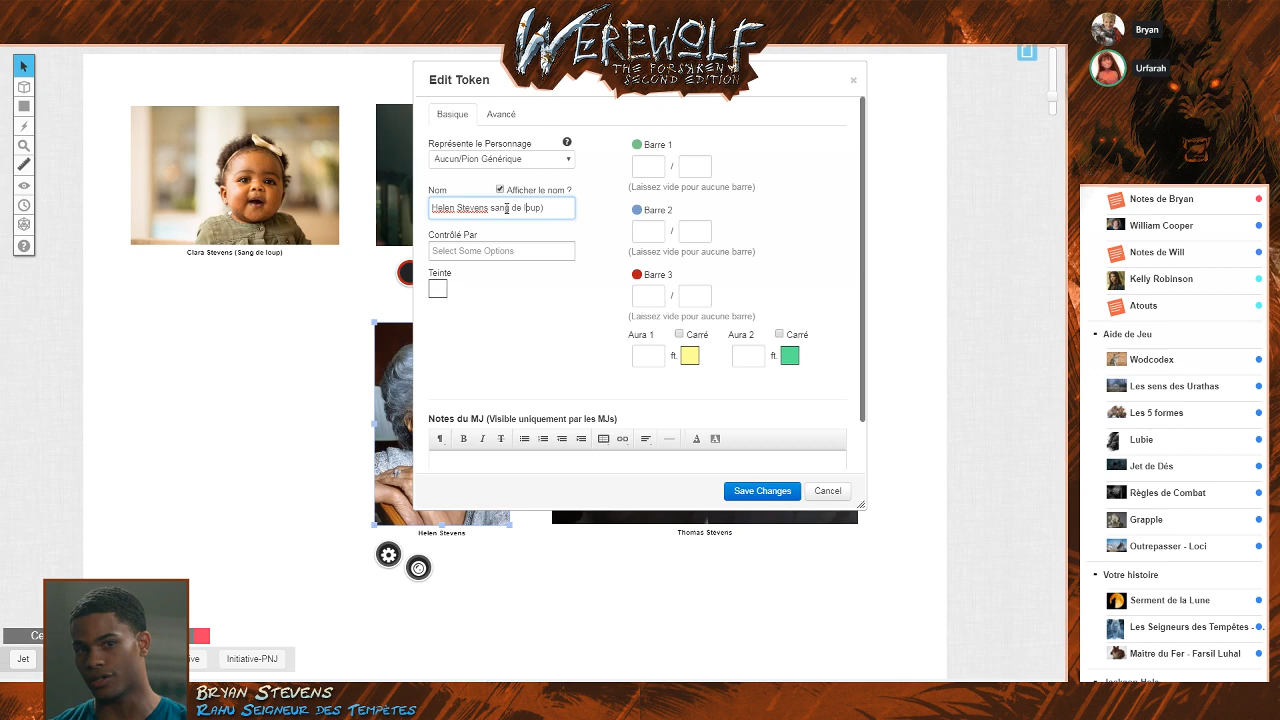 WEREWOLF
THE FORSAKEN
SECOND EDITION
Bryan
Urfarah
Edit Token
×
Basique
Avancé
Représente le Personnage
?
Aucun/Pion Générique
Nom
Afficher le nom ?
Helen Stevens sang de loup)
Contrôlé Par
Select Some Options
Teinte
Barre 1
/
(Laissez vide pour aucune barre)
Barre 2
/
(Laissez vide pour aucune barre)
Barre 3
/
(Laissez vide pour aucune barre)
Aura 1
Carré
Aura 2
Carré
ft.
ft.
Notes du MJ (Visible uniquement par les MJs)
B I T
A A
Save Changes
Cancel
Clara Stevens (Sang de loup)
Helen Stevens
Thomas Stevens
Notes de Bryan
William Cooper
Notes de Will
Kelly Robinson
Atouts
Aide de Jeu
Wodcodex
Les sens des Urathas
Les 5 formes
Lubie
Jet de Dés
Règles de Combat
Grapple
Outrepasser - Loci
Votre histoire
Serment de la Lune
Les Seigneurs des Tempêtes - ..
Maitre du Fer - Farsil Luhal
Ce
Jet
ive
Initiative-PNJ
Bryan Stevens
Rahu Seigneur des Tempêtes